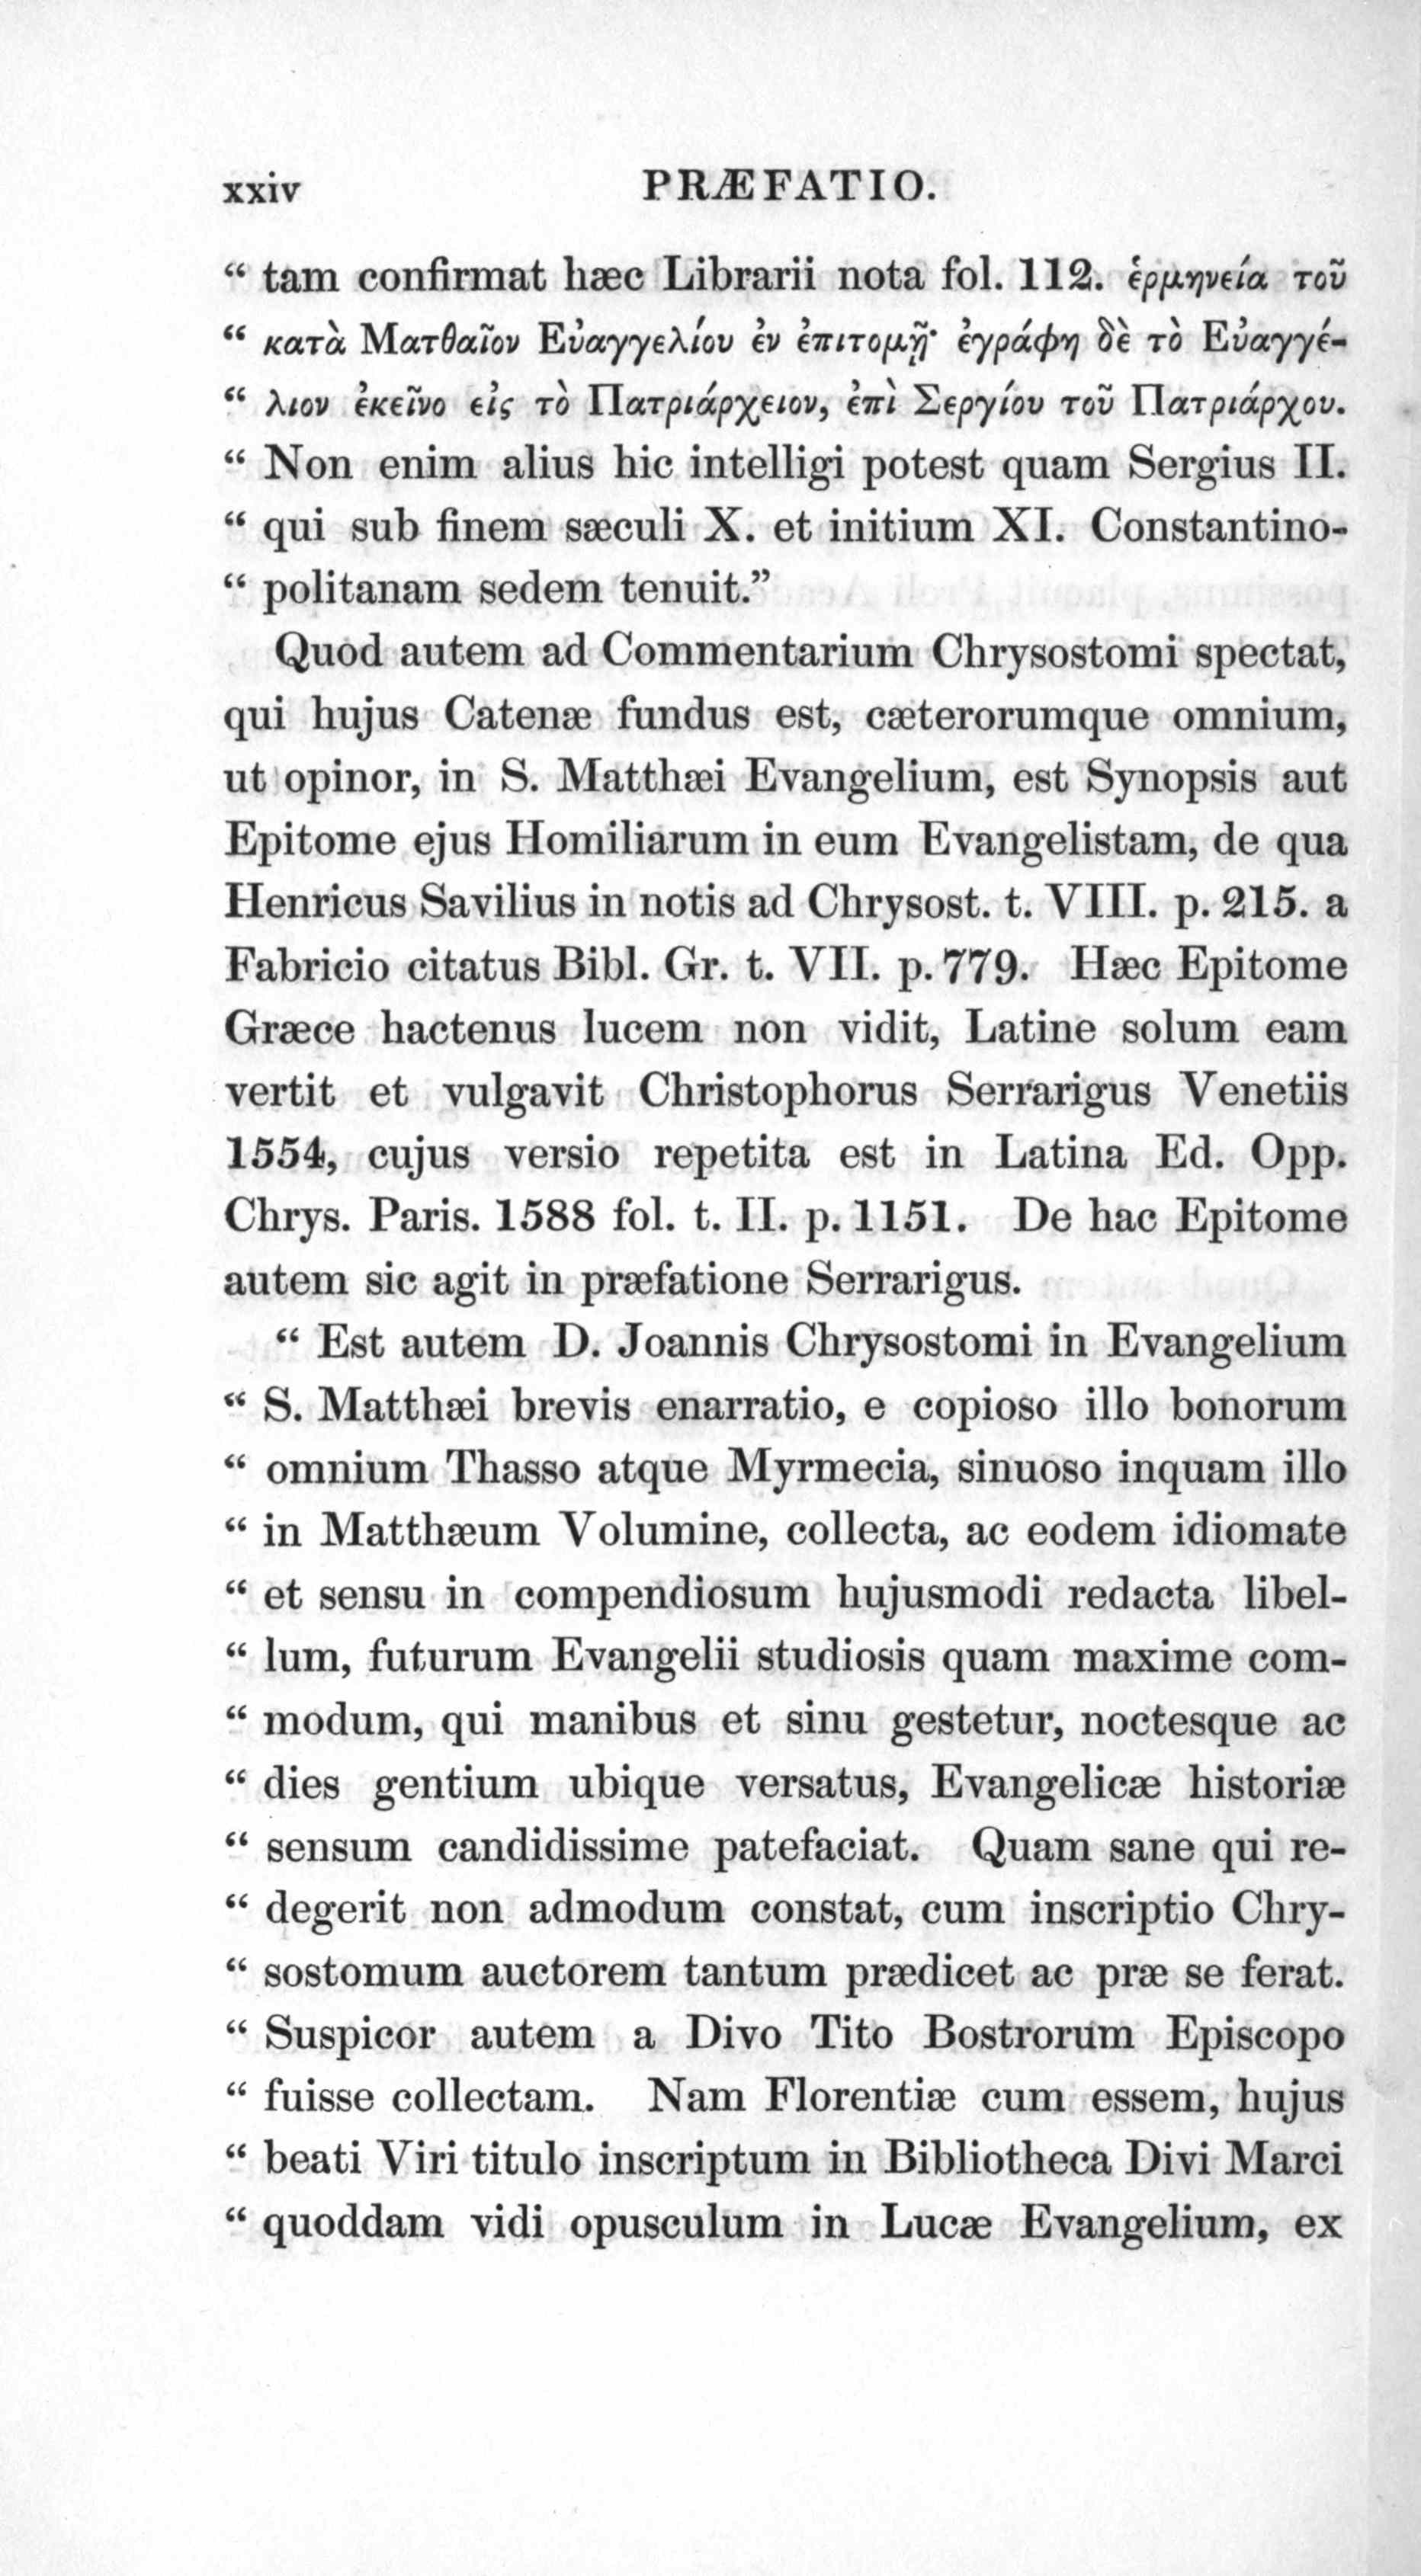 xxiv PRÆFATIO.
“ tam confirmat hæc Librarii nota fol. 112. ἑρμηνεία τοῦ
“ κατὰ Ματθαῖον Εὐαγγελίου ἐν ἐπιτομῇ· ἐγράφη δὲ τὸ Εὐαγγέ-
“ λιον ἐκεῖνο εἰς τὸ Πατριάρχειον, ἐπὶ Σεργίου τοῦ Πατριάρχου.
“ Non enim alius hic intelligi potest quam Sergius II.
“ qui sub finem sæculi X. et initium XI. Constantino-
“ politanam sedem tenuit.”
Quod autem ad Commentarium Chrysostomi spectat,
qui hujus Catenæ fundus est, cæterorumque omnium,
ut opinor, in S. Matthæi Evangelium, est Synopsis aut
Epitome ejus Homiliarum in eum Evangelistam, de qua
Henricus Savilius in notis ad Chrysost. t. VIII. p. 215. a
Fabricio citatus Bibl. Gr. t. VII. p. 779. Hæc Epitome
Græce hactenus lucem non vidit, Latine solum eam
vertit et vulgavit Christophorus Serrarigus Venetiis
1554, cujus versio repetita est in Latina Ed. Opp.
Chrys. Paris. 1588 fol. t. II. p. 1151. De hac Epitome
autem sic agit in præfatione Serrarigus.
“ Est autem D. Joannis Chrysostomi in Evangelium
“ S. Matthæi brevis enarratio, e copioso illo bonorum
“ omnium Thasso atque Myrmecia, sinuoso inquam illo
“ in Matthæum Volumine, collecta, ac eodem idiomate
“ et sensu in compendiosum hujusmodi redacta libel-
“ lum, futurum Evangelii studiosis quam maxime com-
“ modum, qui manibus et sinu gestetur, noctesque ac
“ dies gentium ubique versatus, Evangelicæ historiæ
“ sensum candidissime patefaciat. Quam sane qui re-
“ degerit non admodum constat, cum inscriptio Chry-
“ sostomum auctorem tantum prædicet ac præ se ferat.
“ Suspicor autem a Divo Tito Bostrorum Episcopo
“ fuisse collectam. Nam Florentiæ cum essem, hujus
“ beati Viri titulo inscriptum in Bibliotheca Divi Marci
“ quoddam vidi opusculum in Lucæ Evangelium, ex